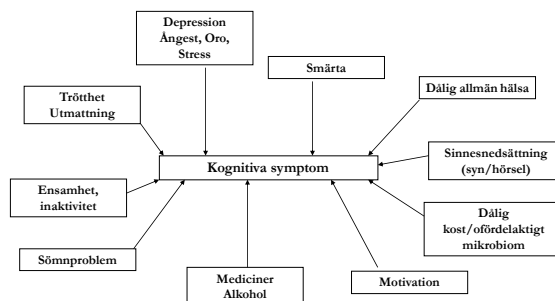 Depression
Ångest, Oro,
Stress
Smärta
Dålig allmän hälsa
Trötthet
Utmattning
Sinnesnedsättning
(syn/hörsel)
Kognitiva symptom
Ensamhet,
inaktivitet
Dålig
kost/ofördelaktigt
mikrobiom
Sömnproblem
Mediciner
Alkohol
Motivation